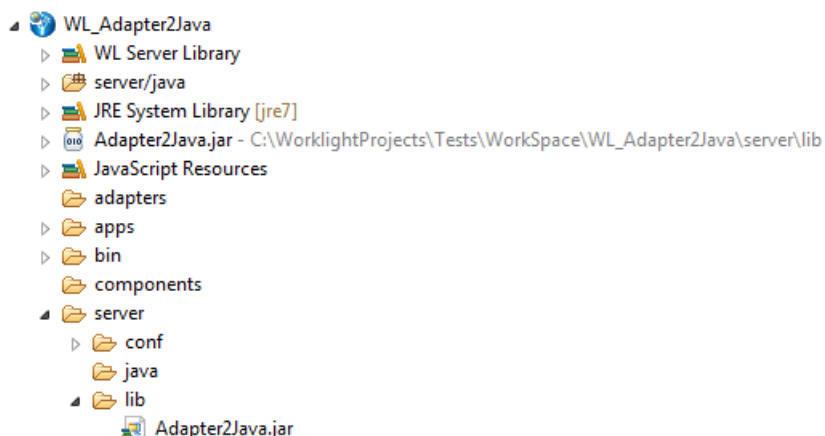 WL_Adapter2Java
WL Server Library
server/java
JRE System Library [jre7]
Adapter2Java.jar - C:\WorklightProjects\Tests\WorkSpace\WL_Adapter2Java\server\lib
JavaScript Resources
adapters
apps
bin
components
server
conf
java
lib
Adapter2Java.jar